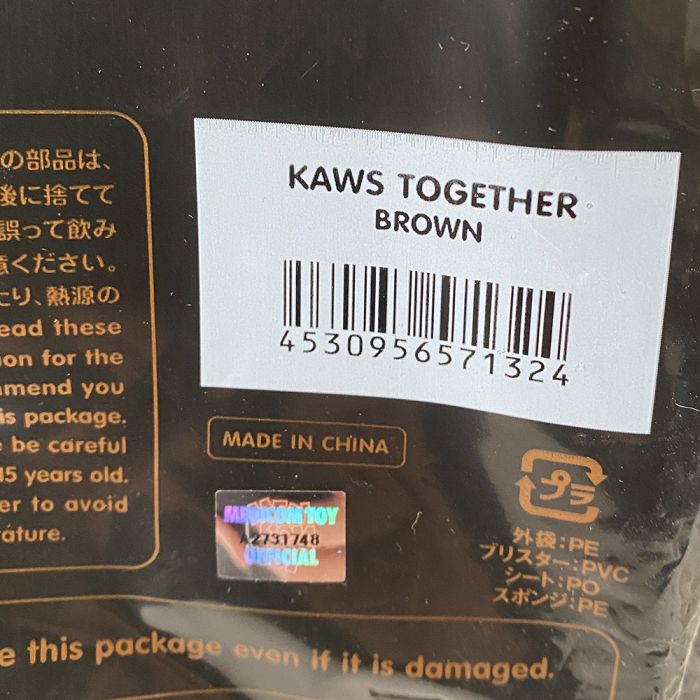 の部品は、
後に捨てて
誤って飲み
意ください。
たり、熱源の
ead these
on for the
mmend you
is package.
be careful
15 years old.
er to avoid
ature.
KAWS TOGETHER
BROWN
4530956571324
MADE IN CHINA
MEDICOM TOY
A2731748
OFFICIAL
プラ
外袋:PE
ブリスター:PVC
シート:PO
スポンジ:PE
e this package even if it is damaged.